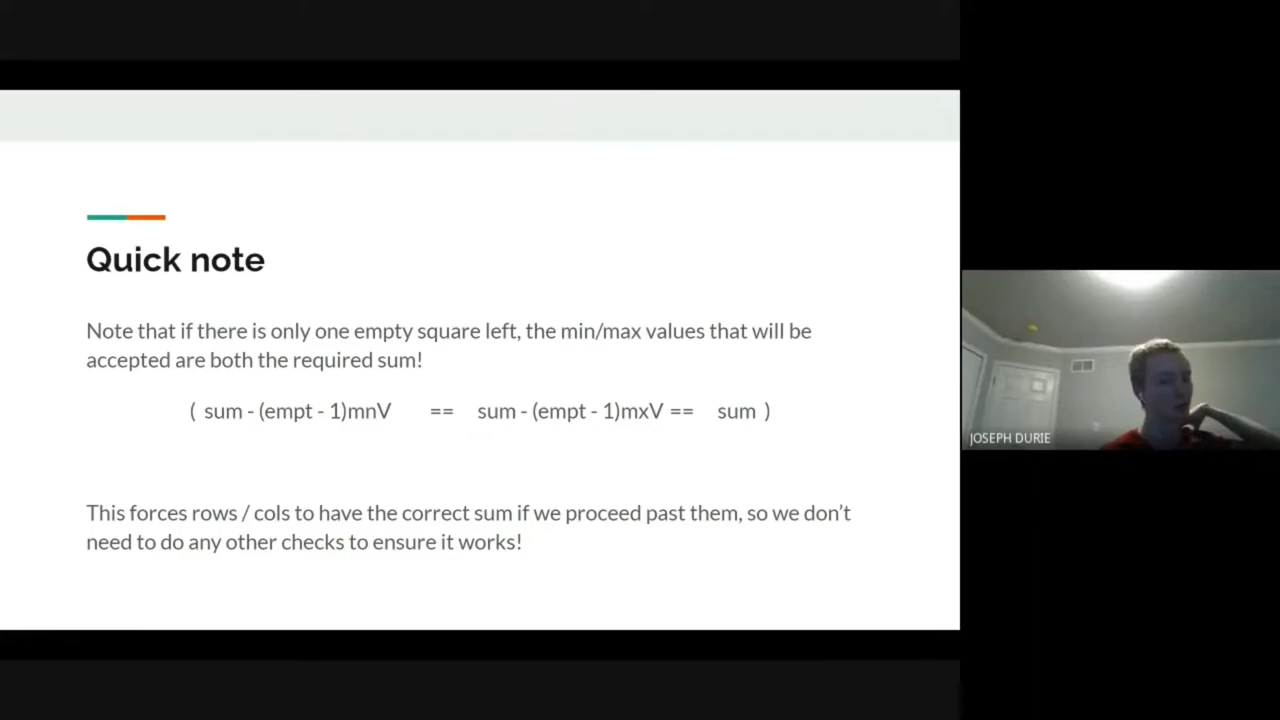 Quick note
Note that if there is only one empty square left, the min/max values that will be
accepted are both the required sum!
( sum - (empt - 1)mnV == sum - (empt - 1)mxV == sum )
This forces rows / cols to have the correct sum if we proceed past them, so we don’t
need to do any other checks to ensure it works!
JOSEPH DURIE